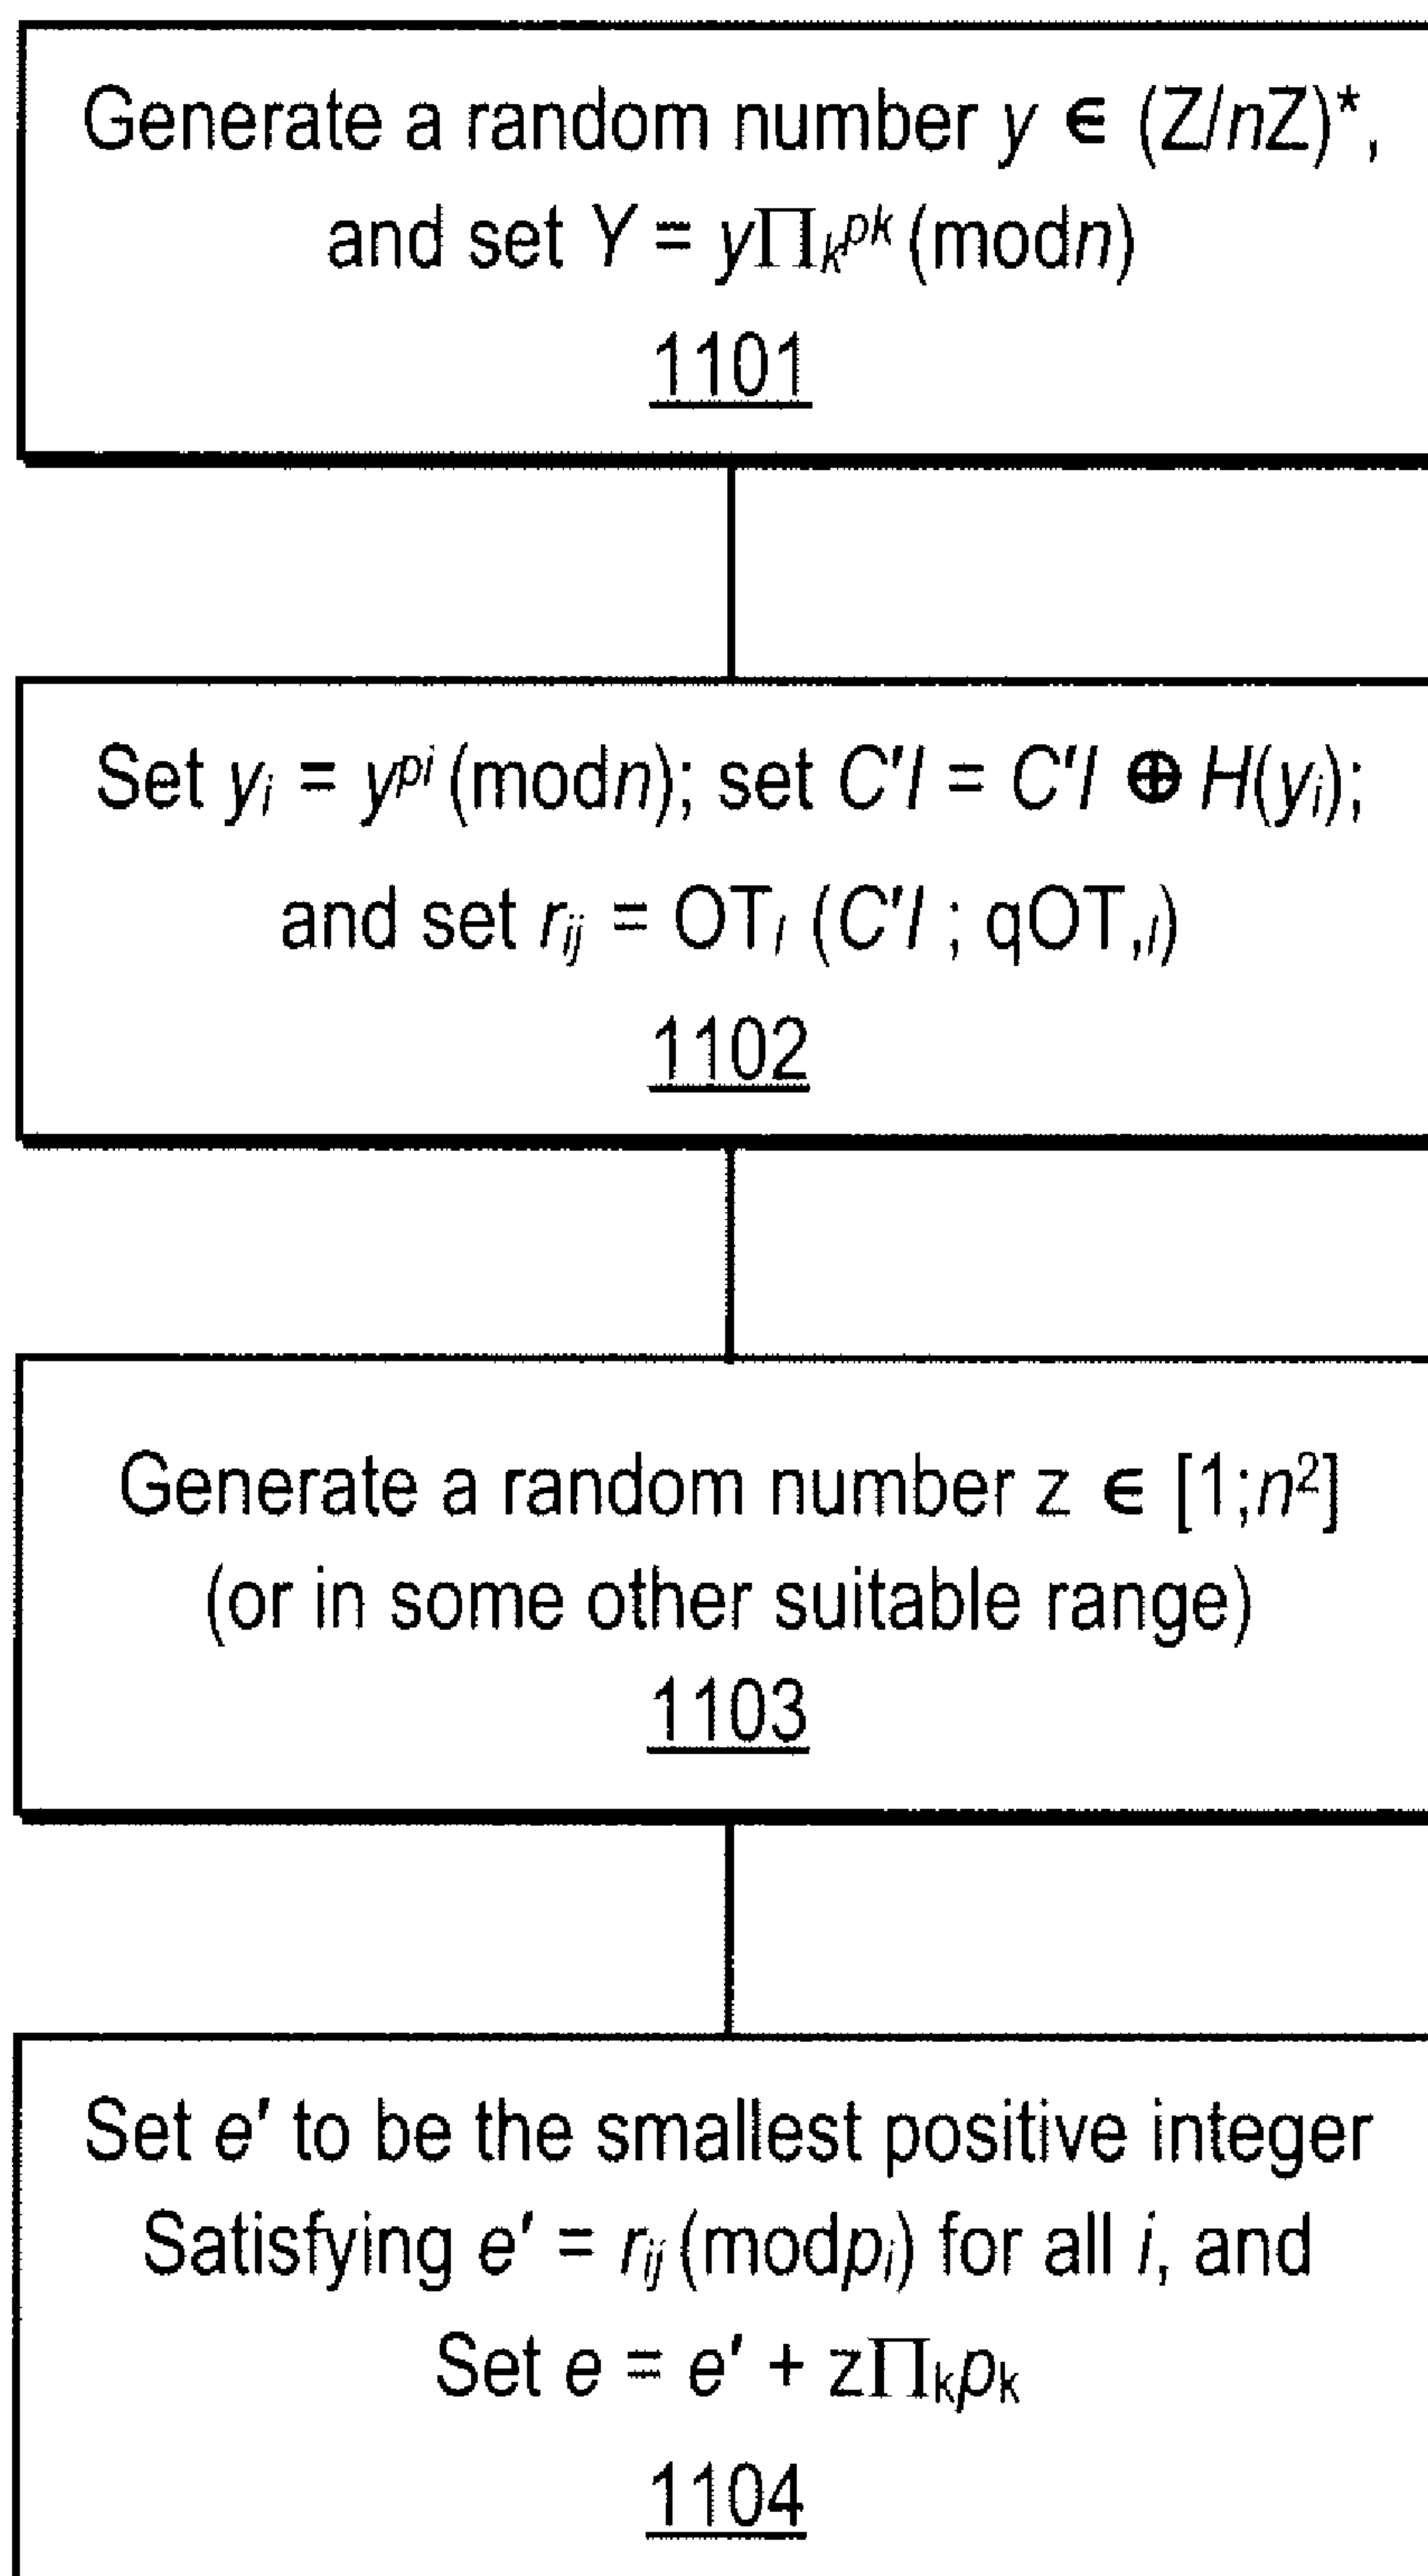 Generate a random number y ∈ (Z/nZ)*,
and set Y = yΠₖᵖᵏ (modn)
1101
Set yᵢ = yᵖⁱ (modn); set C'I = C'I ⊕ H(yᵢ);
and set rᵢⱼ = OTₗ (C'I ; qOT,ₗ)
1102
Generate a random number z ∈ [1;n²]
(or in some other suitable range)
1103
Set e' to be the smallest positive integer
Satisfying e' = rᵢⱼ (modpᵢ) for all i, and
Set e = e' + zΠₖpₖ
1104